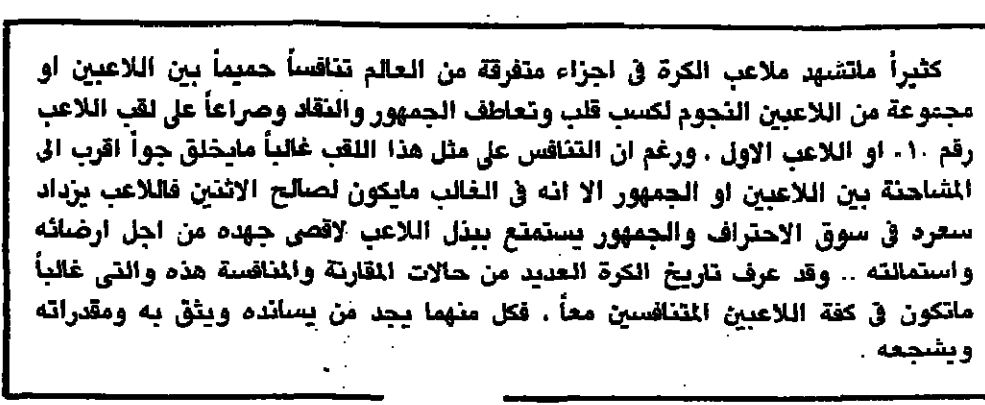 كثيراً ماتشهد ملاعب الكرة في اجزاء متفرقة من العالم تنافساً حميماً بين اللاعبين او
مجموعة من اللاعبين النجوم لكسب قلب وتعاطف الجمهور والنقاد وصراعاً على لقب اللاعب
رقم ١٠، او اللاعب الاول . ورغم ان التنافس على مثل هذا اللقب غالباً مايخلق جواً اقرب الى
المشاحنة بين اللاعبين او الجمهور الا انه في الغالب مايكون لصالح الاثنين فاللاعب يزداد
سعره في سوق الاحتراف والجمهور يستمتع ببذل اللاعب لاقصى جهده من اجل ارضائه
واستمالته .. وقد عرف تاريخ الكرة العديد من حالات المقارنة والمنافسة هذه والتى غالباً
ماتكون في كفة اللاعبين المتنافسين معاً ، فكل منهما يجد من يسانده ويثق به ومقدراته
ويشجعه .